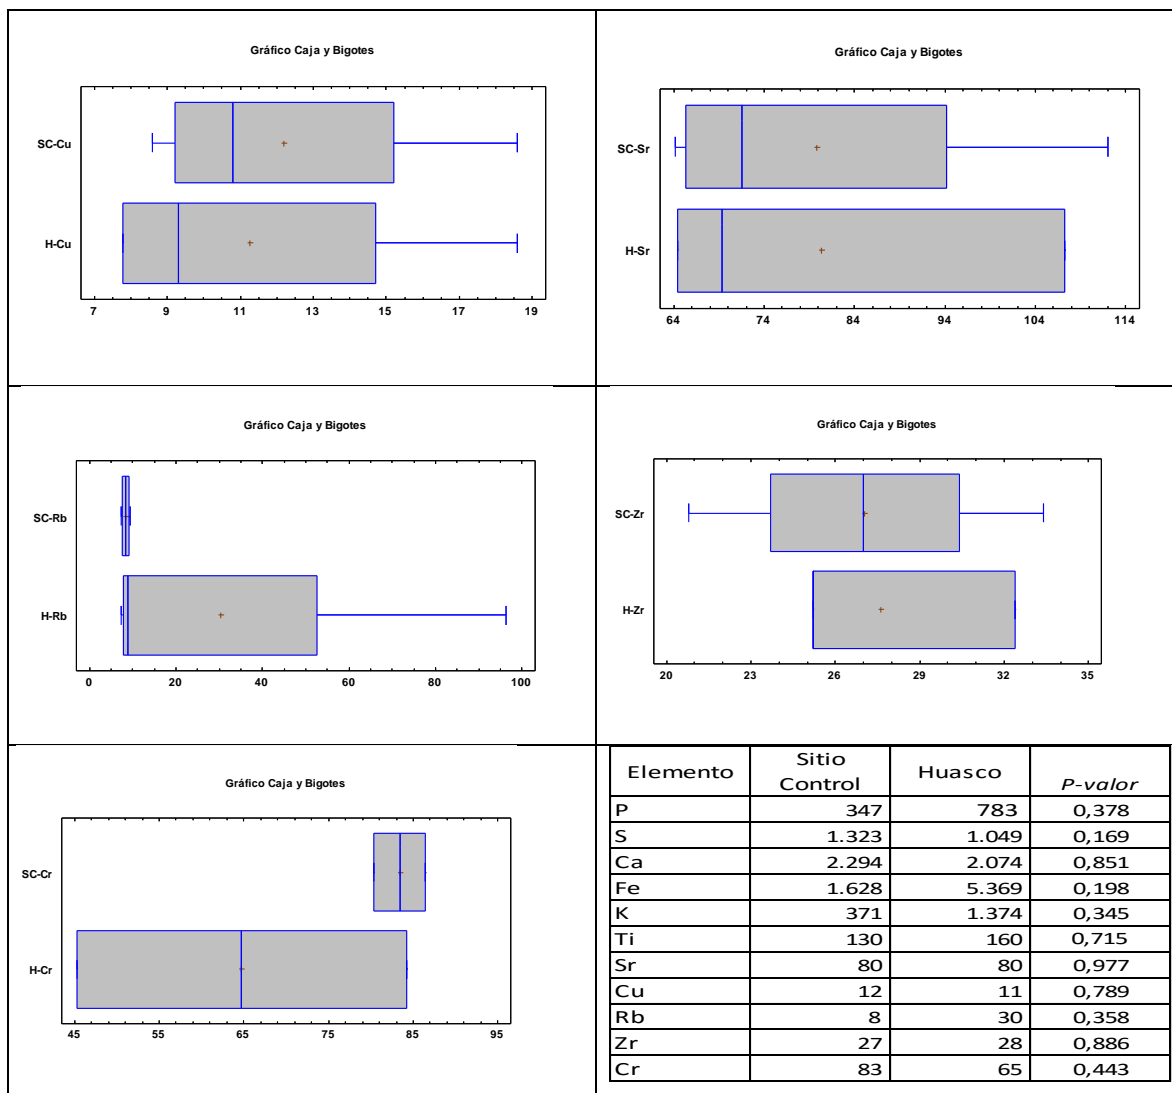 Gráfico Caja y Bigotes
SC-Cu
H-Cu
7 9 11 13 15 17 19
Gráfico Caja y Bigotes
SC-Sr
H-Sr
64 74 84 94 104 114
Gráfico Caja y Bigotes
SC-Rb
H-Rb
0 20 40 60 80 100
Gráfico Caja y Bigotes
SC-Zr
H-Zr
20 23 26 29 32 35
Gráfico Caja y Bigotes
SC-Cr
H-Cr
45 55 65 75 85 95
Elemento Sitio Control Huasco P-valor
P 347 783 0,378
S 1.323 1.049 0,169
Ca 2.294 2.074 0,851
Fe 1.628 5.369 0,198
K 371 1.374 0,345
Ti 130 160 0,715
Sr 80 80 0,977
Cu 12 11 0,789
Rb 8 30 0,358
Zr 27 28 0,886
Cr 83 65 0,443